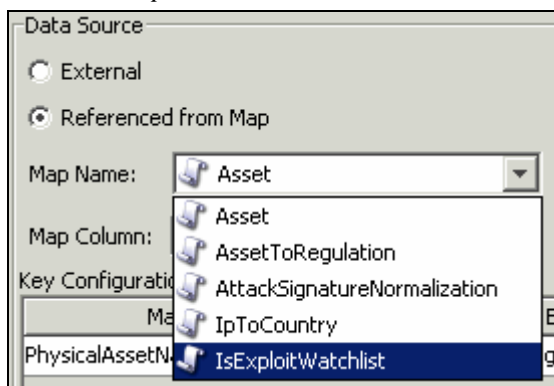 Data Source
External
Referenced from Map
Map Name: Asset
Asset
Map Column:
AssetToRegulation
Key Configuratio
AttackSignatureNormalization
Ma
IpToCountry
PhysicalAssetN
IsExploitWatchlist